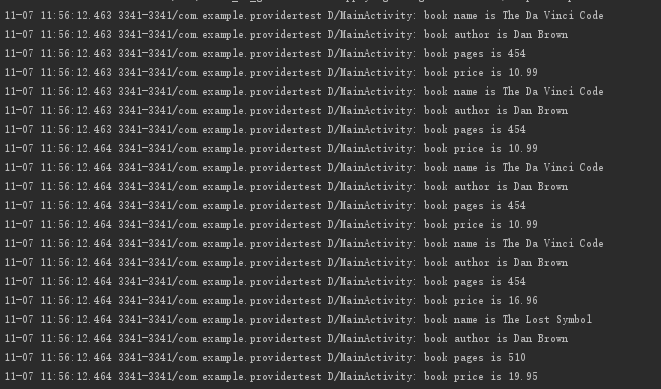 11-07 11:56:12.463 3341-3341/com.example.providertest D/MainActivity: book name is The Da Vinci Code
11-07 11:56:12.463 3341-3341/com.example.providertest D/MainActivity: book author is Dan Brown
11-07 11:56:12.463 3341-3341/com.example.providertest D/MainActivity: book pages is 454
11-07 11:56:12.463 3341-3341/com.example.providertest D/MainActivity: book price is 10.99
11-07 11:56:12.463 3341-3341/com.example.providertest D/MainActivity: book name is The Da Vinci Code
11-07 11:56:12.463 3341-3341/com.example.providertest D/MainActivity: book author is Dan Brown
11-07 11:56:12.463 3341-3341/com.example.providertest D/MainActivity: book pages is 454
11-07 11:56:12.464 3341-3341/com.example.providertest D/MainActivity: book price is 10.99
11-07 11:56:12.464 3341-3341/com.example.providertest D/MainActivity: book name is The Da Vinci Code
11-07 11:56:12.464 3341-3341/com.example.providertest D/MainActivity: book author is Dan Brown
11-07 11:56:12.464 3341-3341/com.example.providertest D/MainActivity: book pages is 454
11-07 11:56:12.464 3341-3341/com.example.providertest D/MainActivity: book price is 10.99
11-07 11:56:12.464 3341-3341/com.example.providertest D/MainActivity: book name is The Da Vinci Code
11-07 11:56:12.464 3341-3341/com.example.providertest D/MainActivity: book author is Dan Brown
11-07 11:56:12.464 3341-3341/com.example.providertest D/MainActivity: book pages is 454
11-07 11:56:12.464 3341-3341/com.example.providertest D/MainActivity: book price is 16.96
11-07 11:56:12.464 3341-3341/com.example.providertest D/MainActivity: book name is The Lost Symbol
11-07 11:56:12.464 3341-3341/com.example.providertest D/MainActivity: book author is Dan Brown
11-07 11:56:12.464 3341-3341/com.example.providertest D/MainActivity: book pages is 510
11-07 11:56:12.464 3341-3341/com.example.providertest D/MainActivity: book price is 19.95